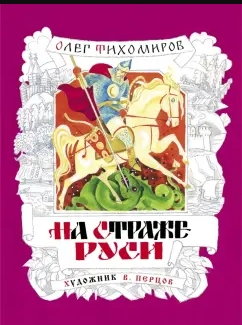 ОЛЕГ ТИХОМИРОВ
НА СТРАЖЕ
РУСИ
ХУДОЖНИК В. ПЕРЦОВ